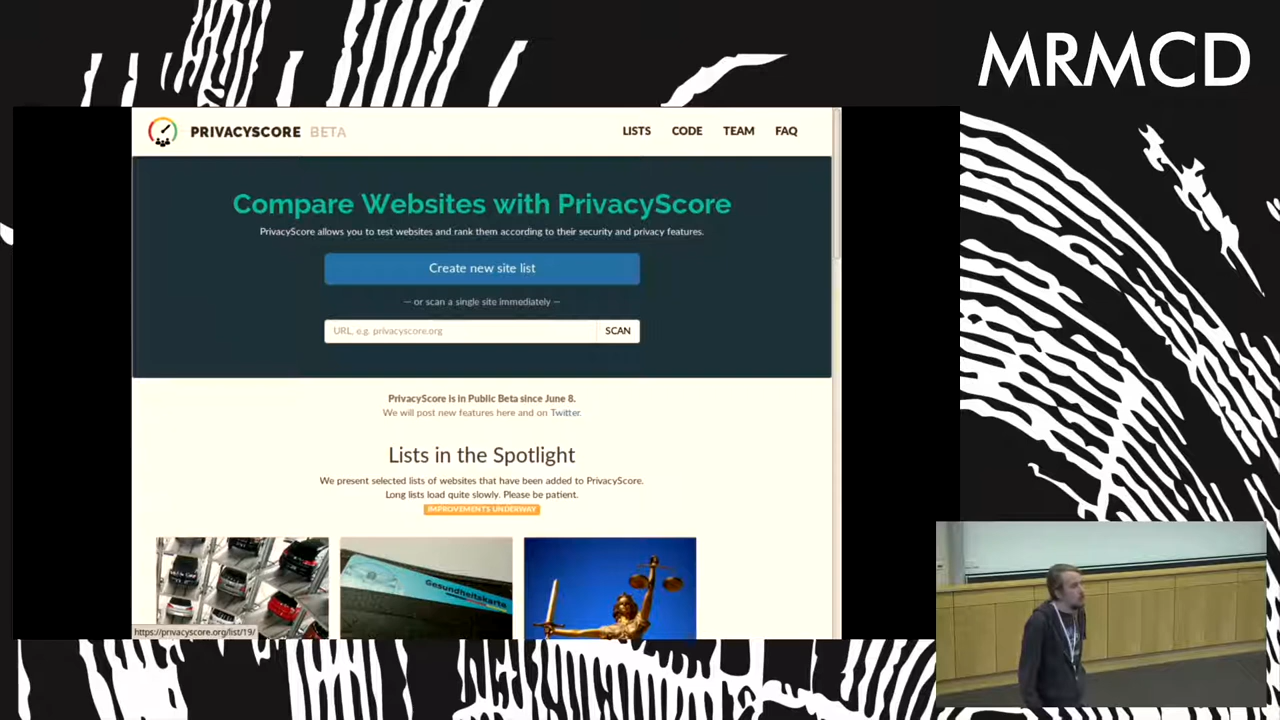 MRMCD
PRIVACYSCORE BETA
LISTS CODE TEAM FAQ
Compare Websites with PrivacyScore
PrivacyScore allows you to test websites and rank them according to their security and privacy features.
Create new site list
— or scan a single site immediately —
URL, e.g. privacyscore.org SCAN
PrivacyScore is in Public Beta since June 8.
We will post new features here and on Twitter.
Lists in the Spotlight
We present selected lists of websites that have been added to PrivacyScore.
Long lists load quite slowly. Please be patient.
IMPROVEMENTS UNDERWAY
Gesundheitskarte
https://privacyscore.org/list/19/